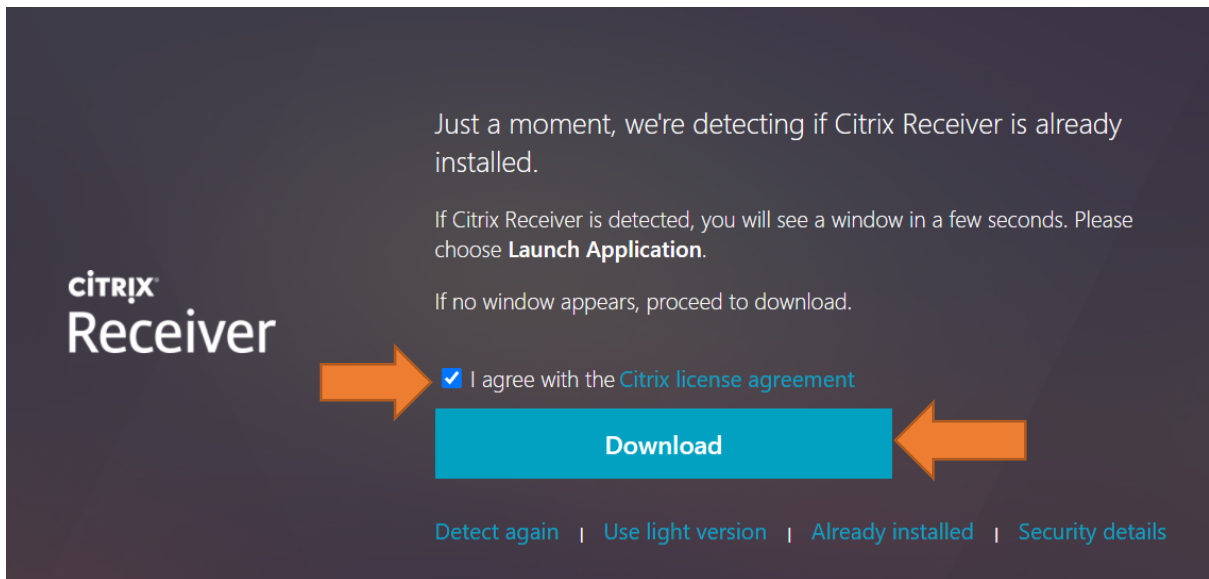 Just a moment, we're detecting if Citrix Receiver is already
installed.
If Citrix Receiver is detected, you will see a window in a few seconds. Please
choose Launch Application.
If no window appears, proceed to download.
CITRIX
Receiver
I agree with the Citrix license agreement
Download
Detect again | Use light version | Already installed | Security details